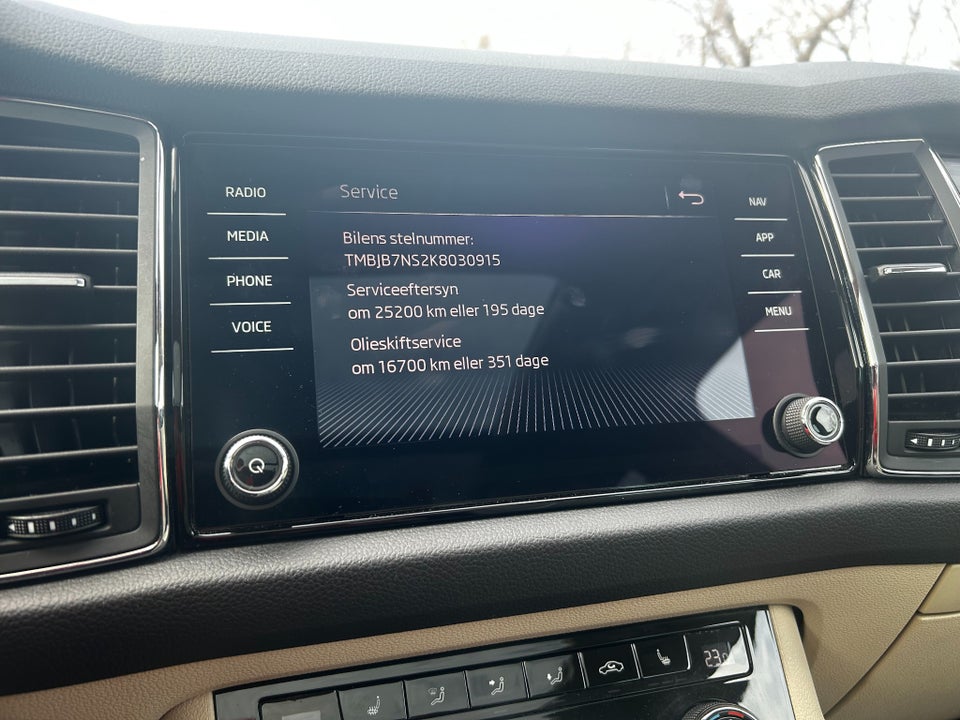 RADIO
MEDIA
PHONE
VOICE
Service
Bilens stelnummer:
TMBJB7NS2K8030915
Serviceeftersyn
om 25200 km eller 195 dage
Olieskiftservice
om 16700 km eller 351 dage
NAV
APP
CAR
MENU